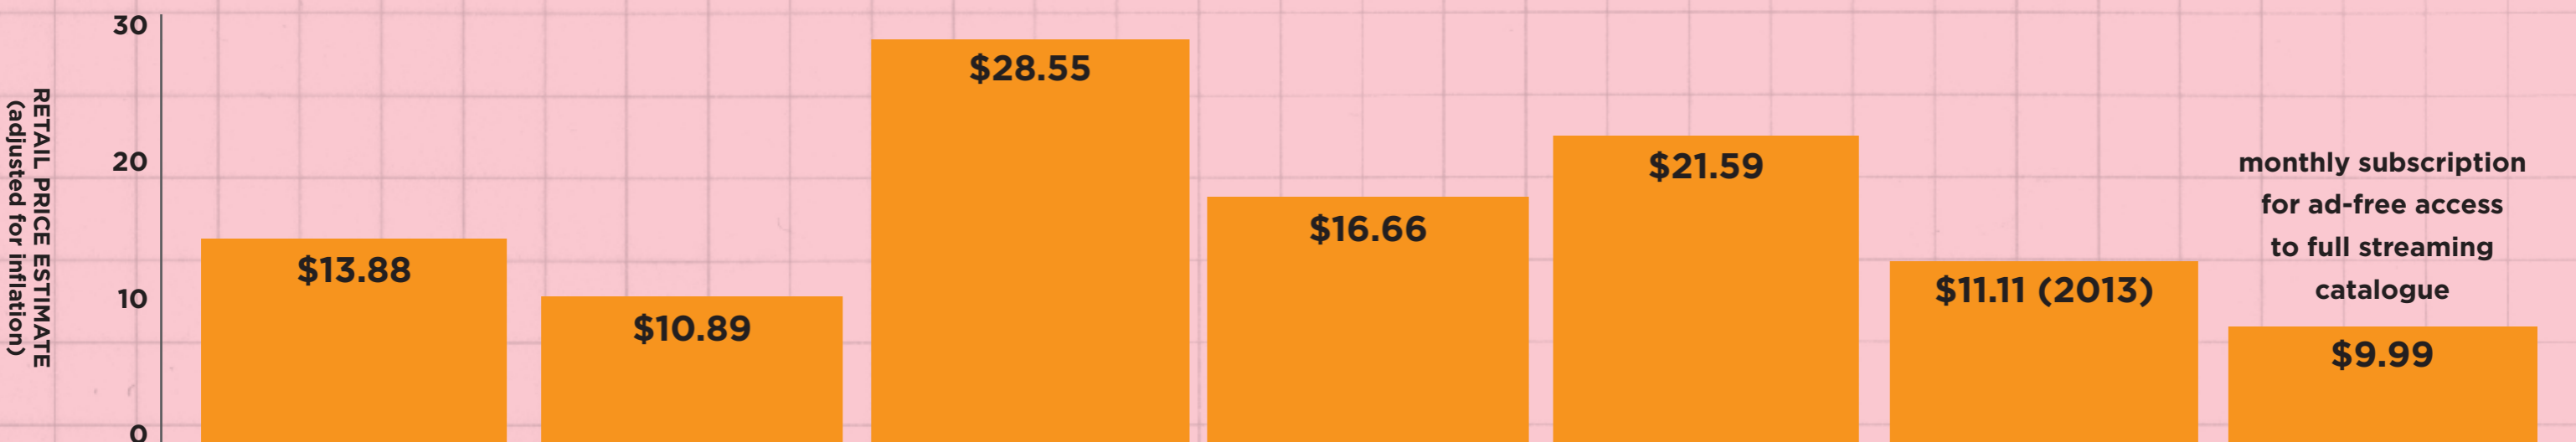 30
20
10
0
RETAIL PRICE ESTIMATE
(adjusted for inflation)
$13.88
$10.89
$28.55
$16.66
$21.59
$11.11 (2013)
monthly subscription
for ad-free access
to full streaming
catalogue
$9.99